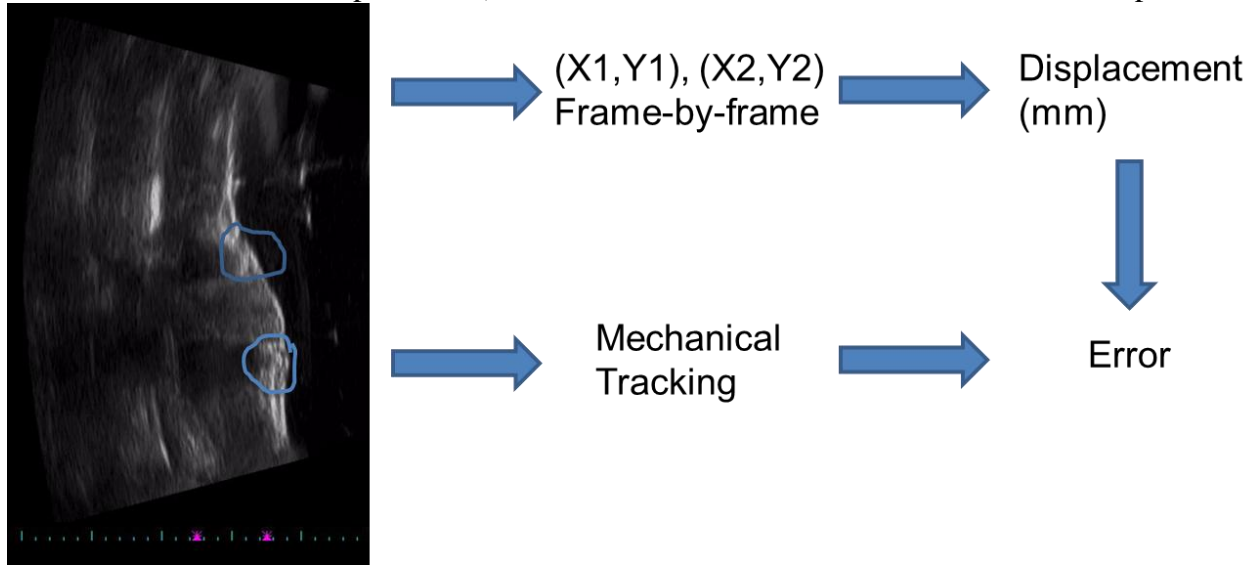 (X1,Y1), (X2,Y2)
Frame-by-frame
Displacement
(mm)
Mechanical
Tracking
Error